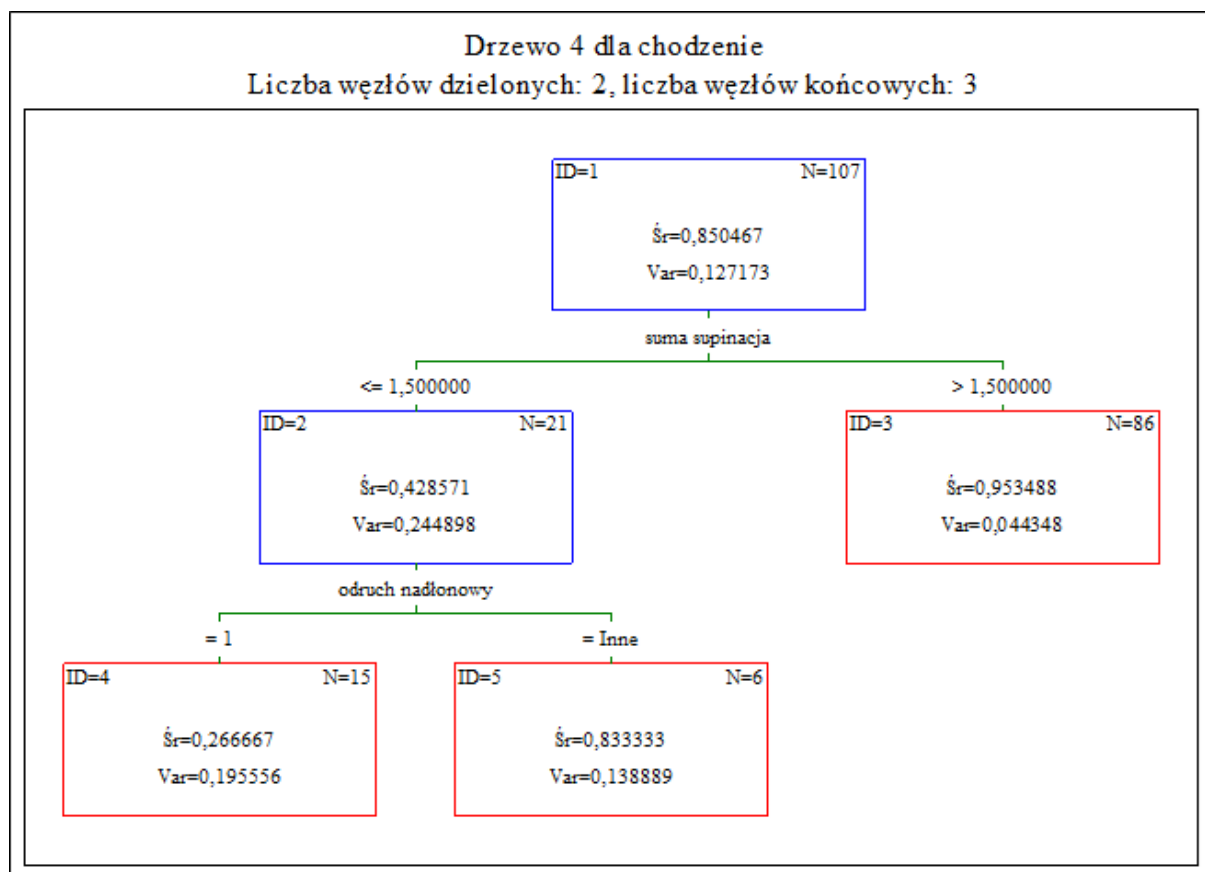 Drzewo 4 dla chodzenie
Liczba węzłów dzielonych: 2, liczba węzłów końcowych: 3
ID=1 N=107
Śr=0,850467
Var=0,127173
suma supinacja
<= 1,500000 > 1,500000
ID=2 N=21 ID=3 N=86
Śr=0,428571 Śr=0,953488
Var=0,244898 Var=0,044348
odruch nadłonowy
= 1 = Inne
ID=4 N=15 ID=5 N=6
Śr=0,266667 Śr=0,833333
Var=0,195556 Var=0,138889